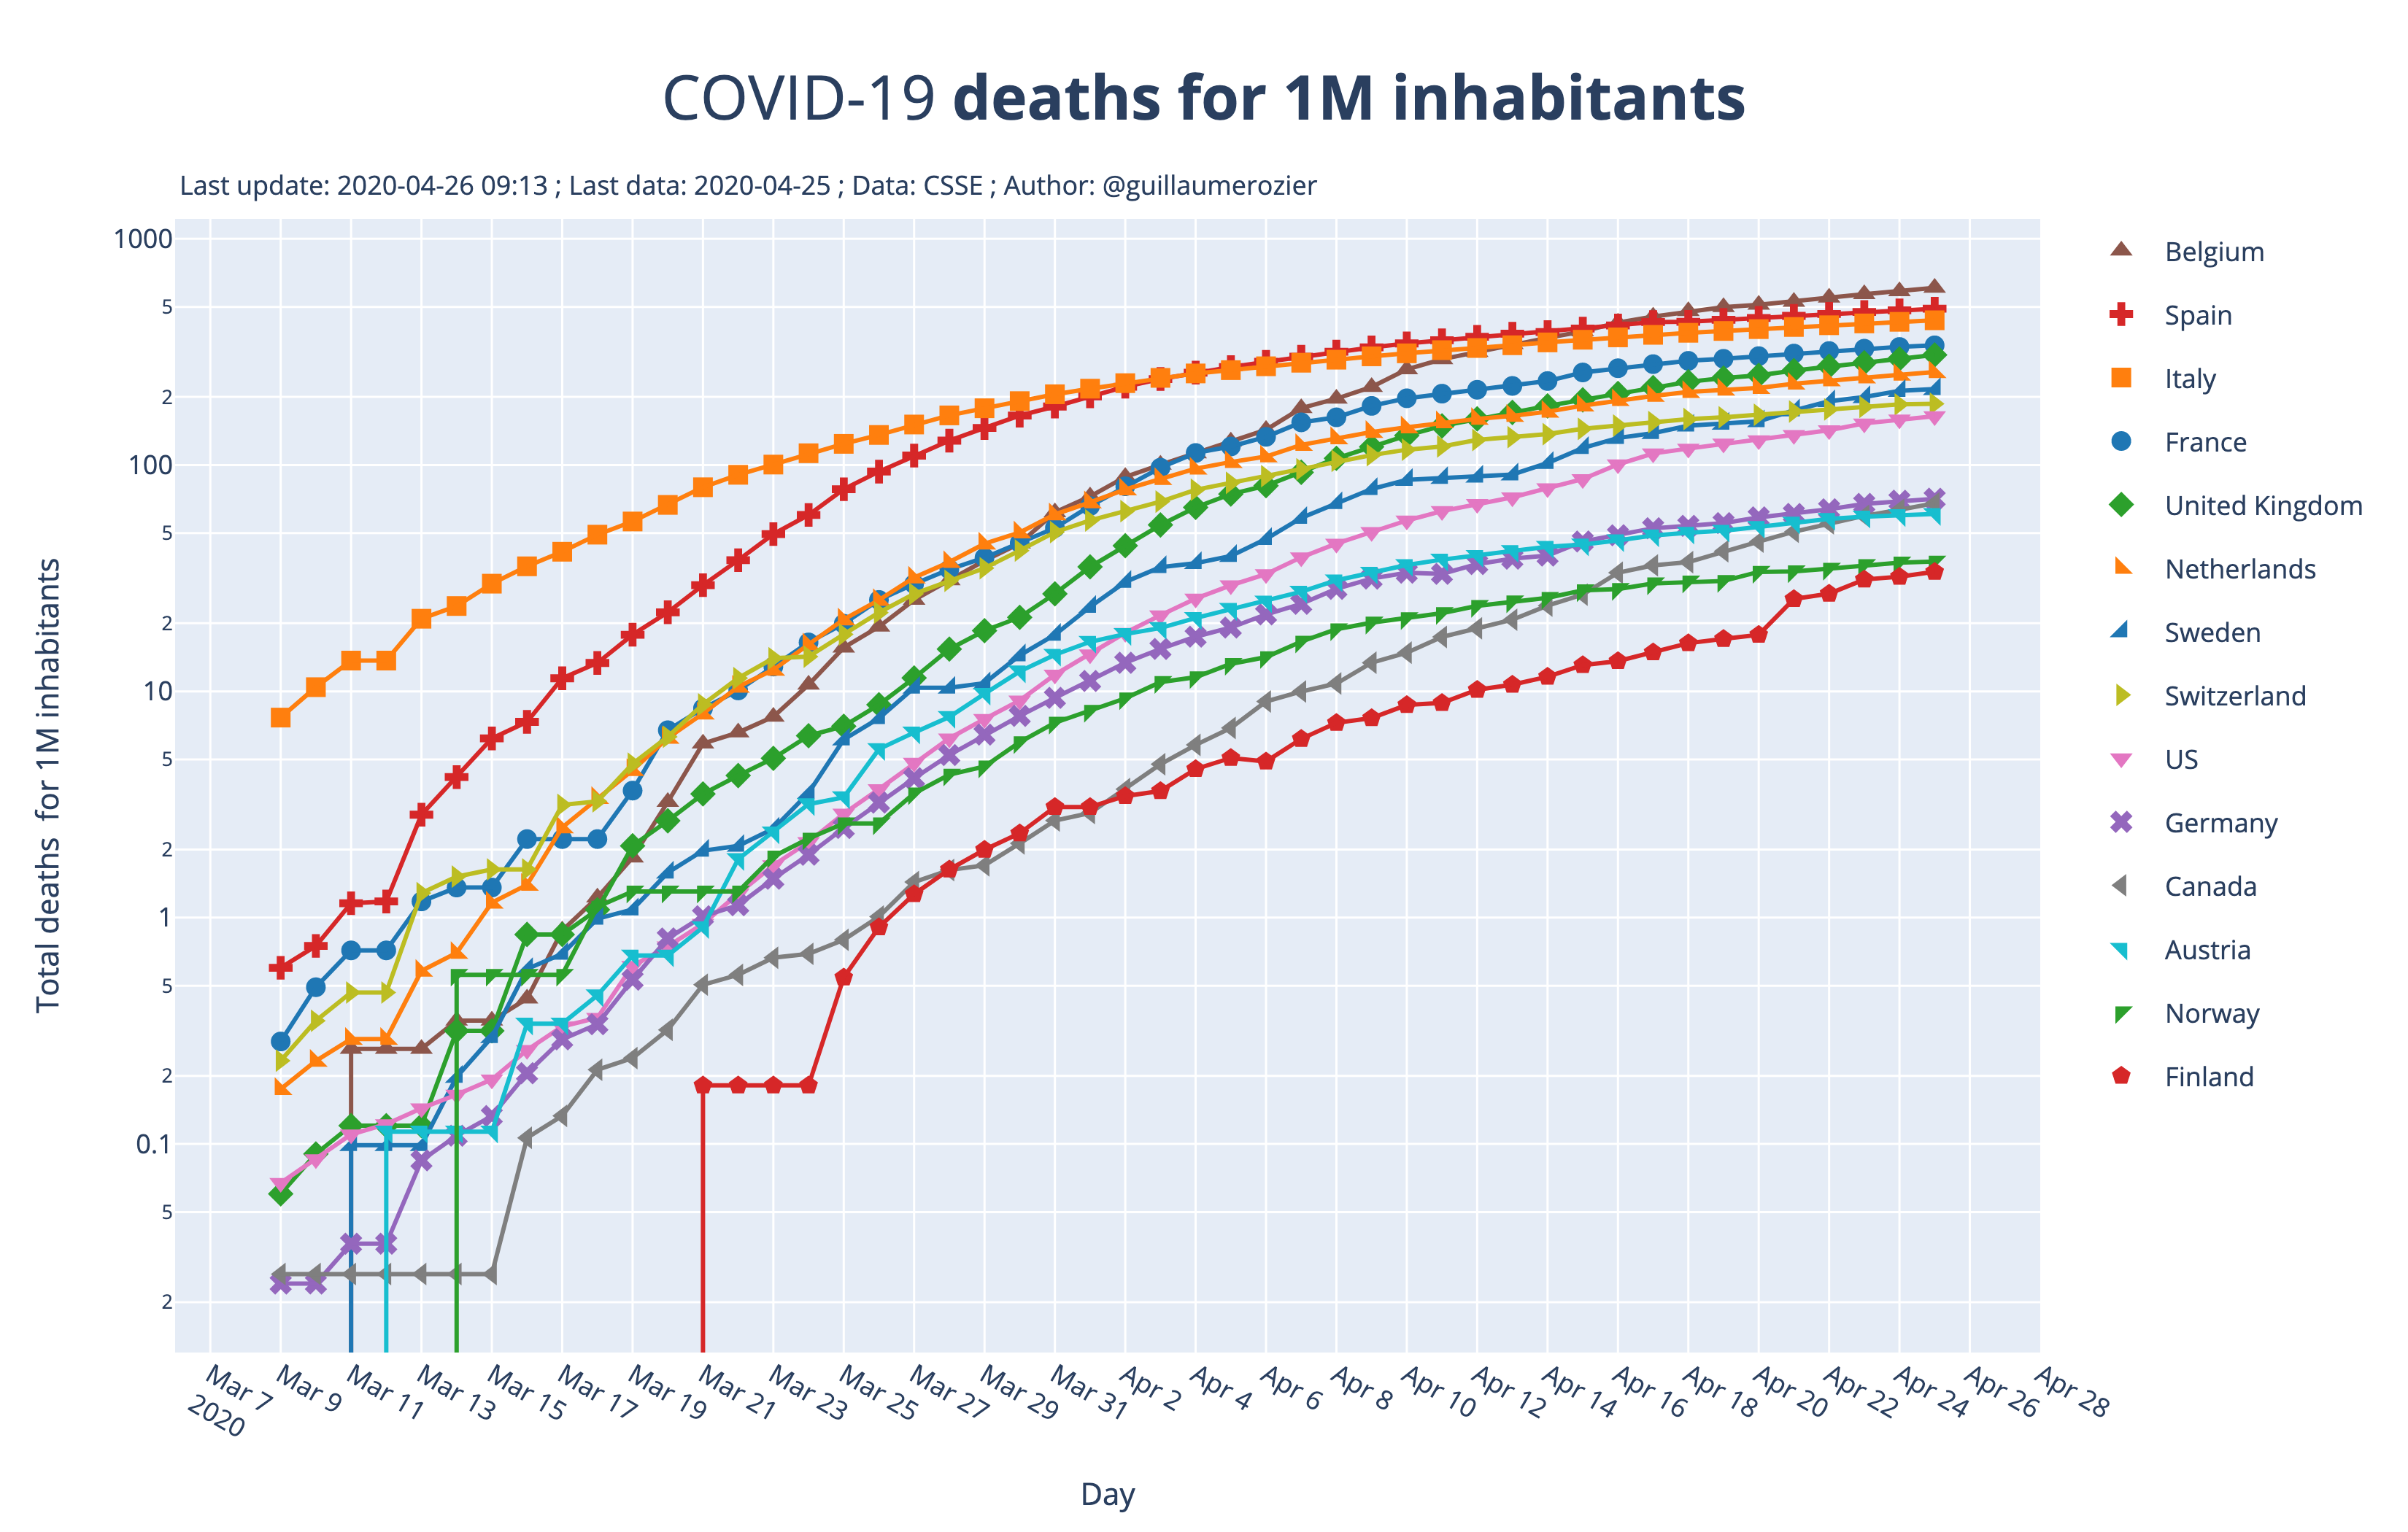 COVID-19 deaths for 1M inhabitants
Last update: 2020-04-26 09:13 ; Last data: 2020-04-25 ; Data: CSSE ; Author: @guillaumerozier
Total deaths for 1M inhabitants
1000
5
2
100
5
2
10
5
2
1
5
2
0.1
5
2
Mar 7
2020
Mar 9
Mar 11
Mar 13
Mar 15
Mar 17
Mar 19
Mar 21
Mar 23
Mar 25
Mar 27
Mar 29
Mar 31
Apr 2
Apr 4
Apr 6
Apr 8
Apr 10
Apr 12
Apr 14
Apr 16
Apr 18
Apr 20
Apr 22
Apr 24
Apr 26
Apr 28
Day
Belgium
Spain
Italy
France
United Kingdom
Netherlands
Sweden
Switzerland
US
Germany
Canada
Austria
Norway
Finland